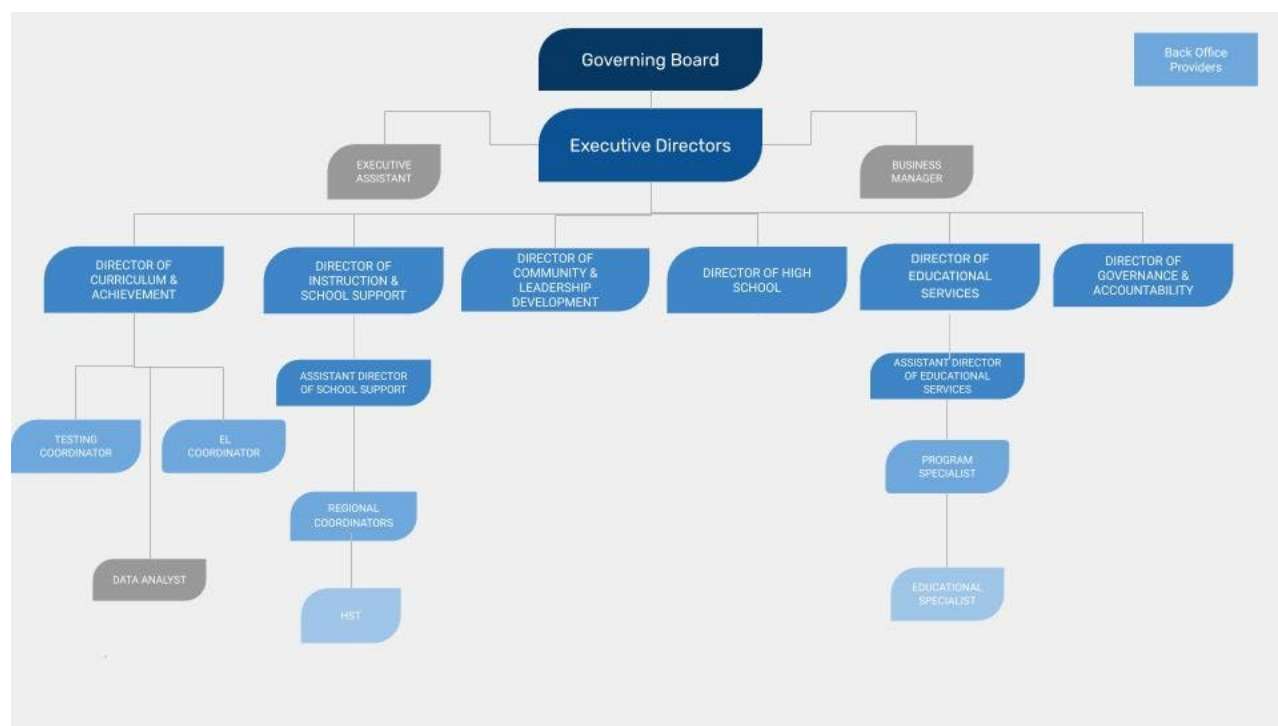 Governing Board
Back Office
Providers
Executive Directors
EXECUTIVE
ASSISTANT
BUSINESS
MANAGER
DIRECTOR OF
CURRICULUM &
ACHIEVEMENT
DIRECTOR OF
INSTRUCTION &
SCHOOL SUPPORT
DIRECTOR OF
COMMUNITY &
LEADERSHIP
DEVELOPMENT
DIRECTOR OF HIGH
SCHOOL
DIRECTOR OF
EDUCATIONAL
SERVICES
DIRECTOR OF
GOVERNANCE &
ACCOUNTABILITY
ASSISTANT DIRECTOR
OF SCHOOL SUPPORT
ASSISTANT DIRECTOR
OF EDUCATIONAL
SERVICES
TESTING
COORDINATOR
EL
COORDINATOR
PROGRAM
SPECIALIST
REGIONAL
COORDINATORS
DATA ANALYST
HST
EDUCATIONAL
SPECIALIST